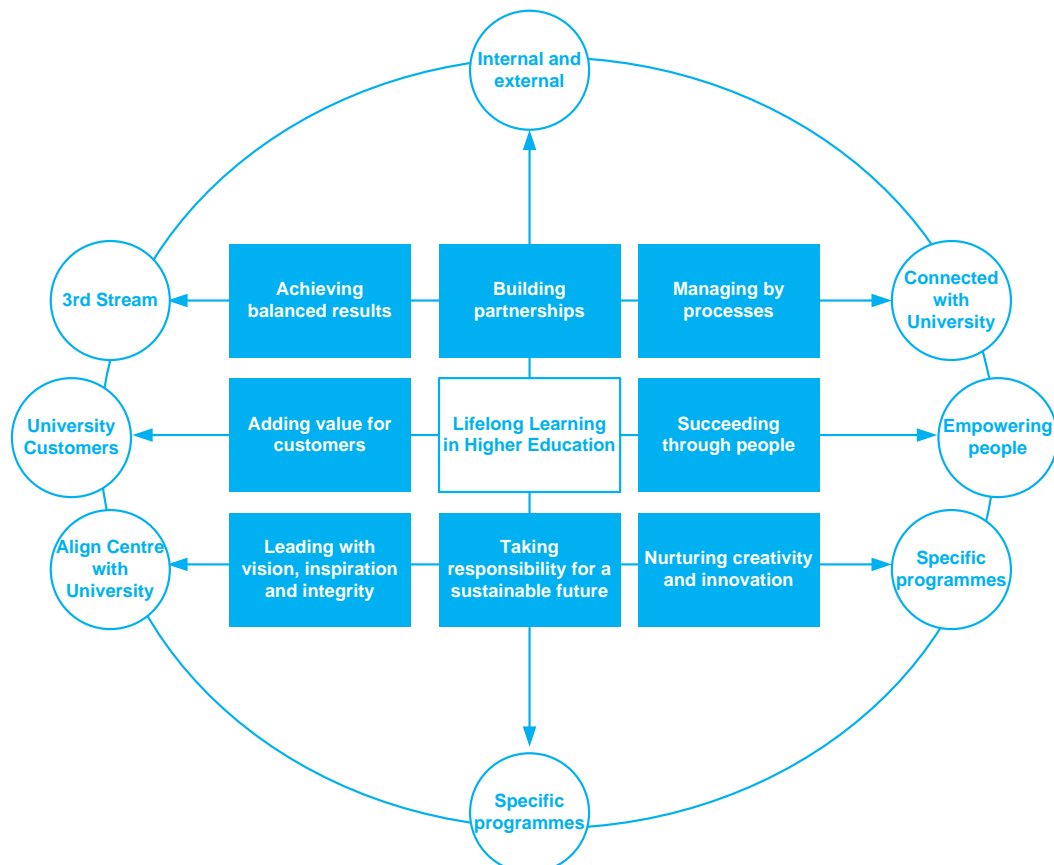 Internal and
external
3rd Stream
Achieving
balanced results
Building
partnerships
Managing by
processes
Connected
with
University
University
Customers
Adding value for
customers
Lifelong Learning
in Higher Education
Succeeding
through people
Empowering
people
Align Centre
with
University
Leading with
vision, inspiration
and integrity
Taking
responsibility for a
sustainable future
Nurturing creativity
and innovation
Specific
programmes
Specific
programmes